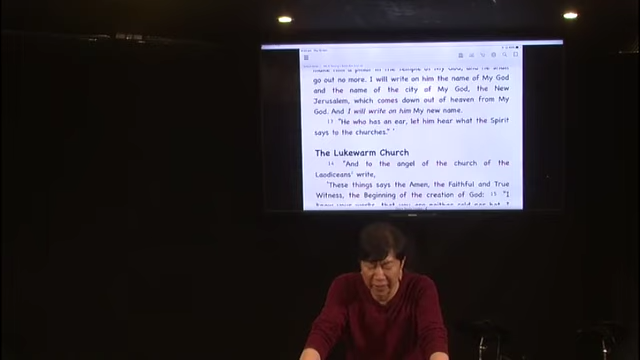 go out no more. I will write on him the name of My God
and the name of the city of My God, the New
Jerusalem, which comes down out of heaven from My
God. And I will write on him My new name.
13 "He who has an ear, let him hear what the Spirit
says to the churches." '
The Lukewarm Church
14 "And to the angel of the church of the
Laodiceans write,
'These things says the Amen, the Faithful and True
Witness, the Beginning of the creation of God: 15 "I